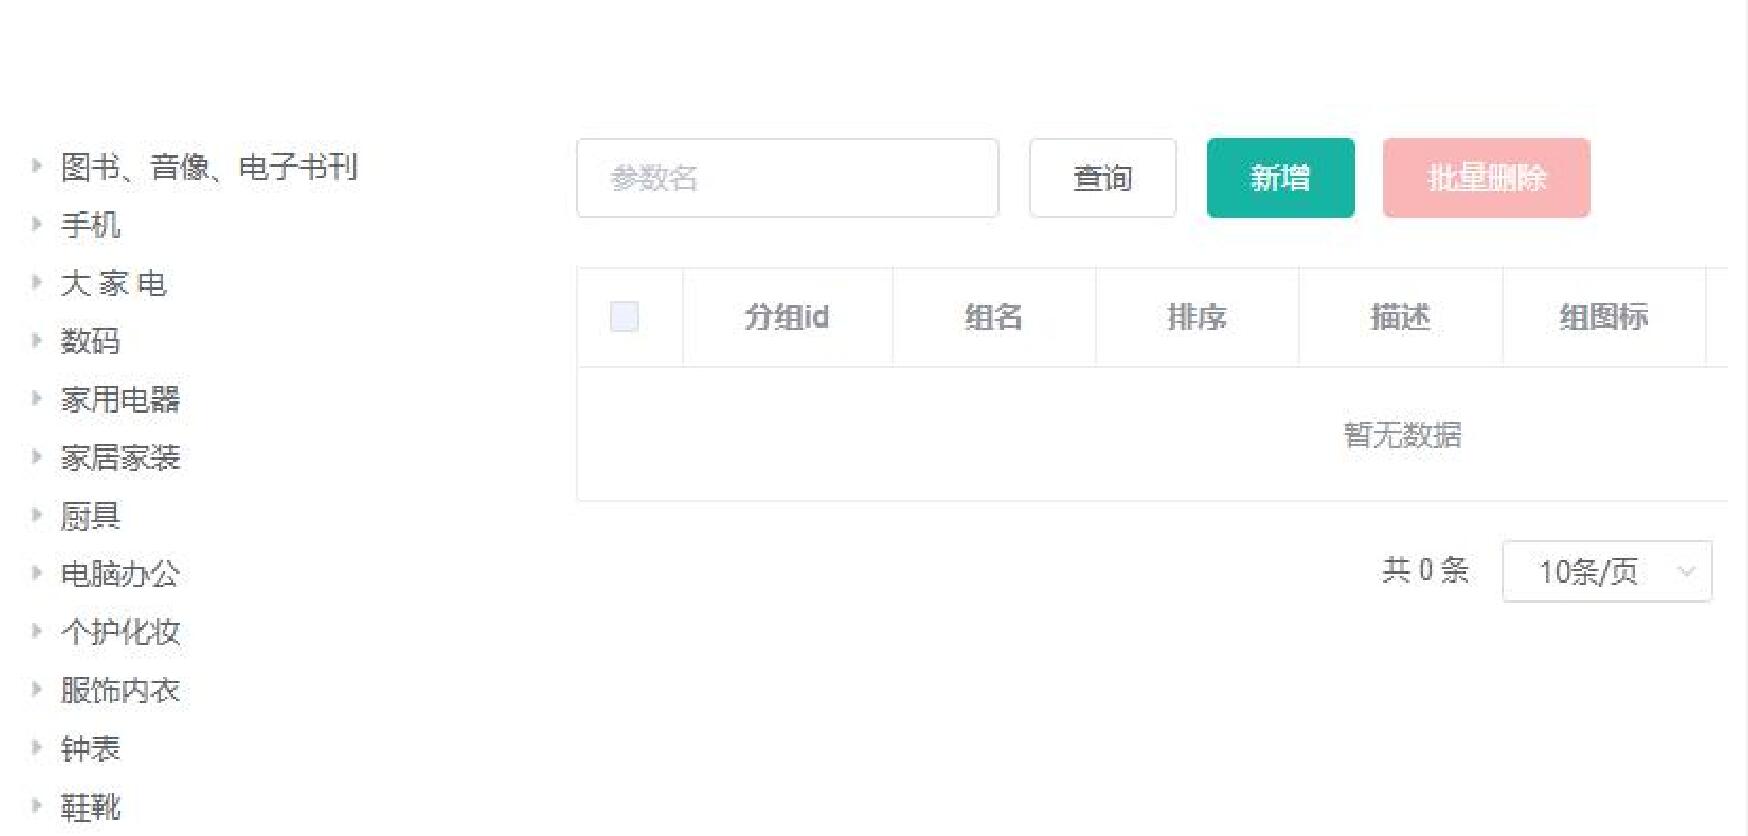 图书、音像、电子书刊
手机
大 家 电
数码
家用电器
家居家装
厨具
电脑办公
个护化妆
服饰内衣
钟表
鞋靴
参数名 查询 新增 批量删除
分组id 组名 排序 描述 组图标
暂无数据
共 0 条 10条/页